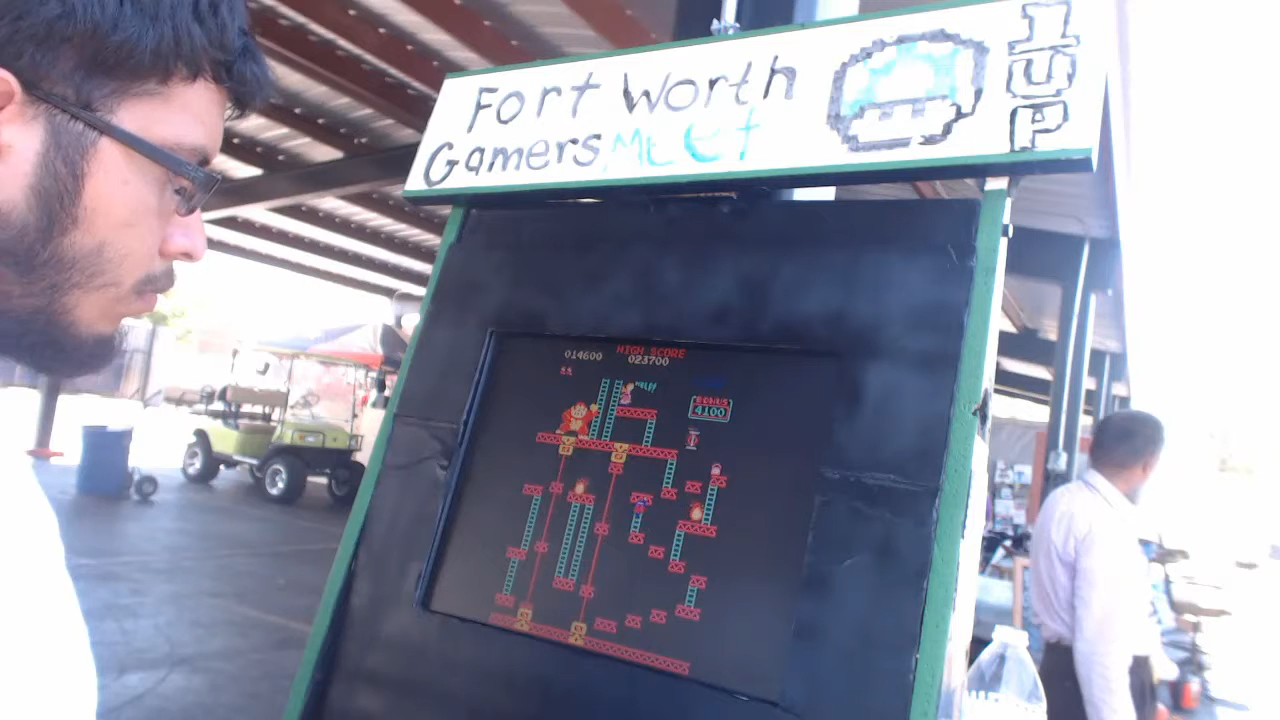 Fort Worth
Gamers Meet
1UP
HIGH SCORE
014600 023700
HELP!
BONUS
4100